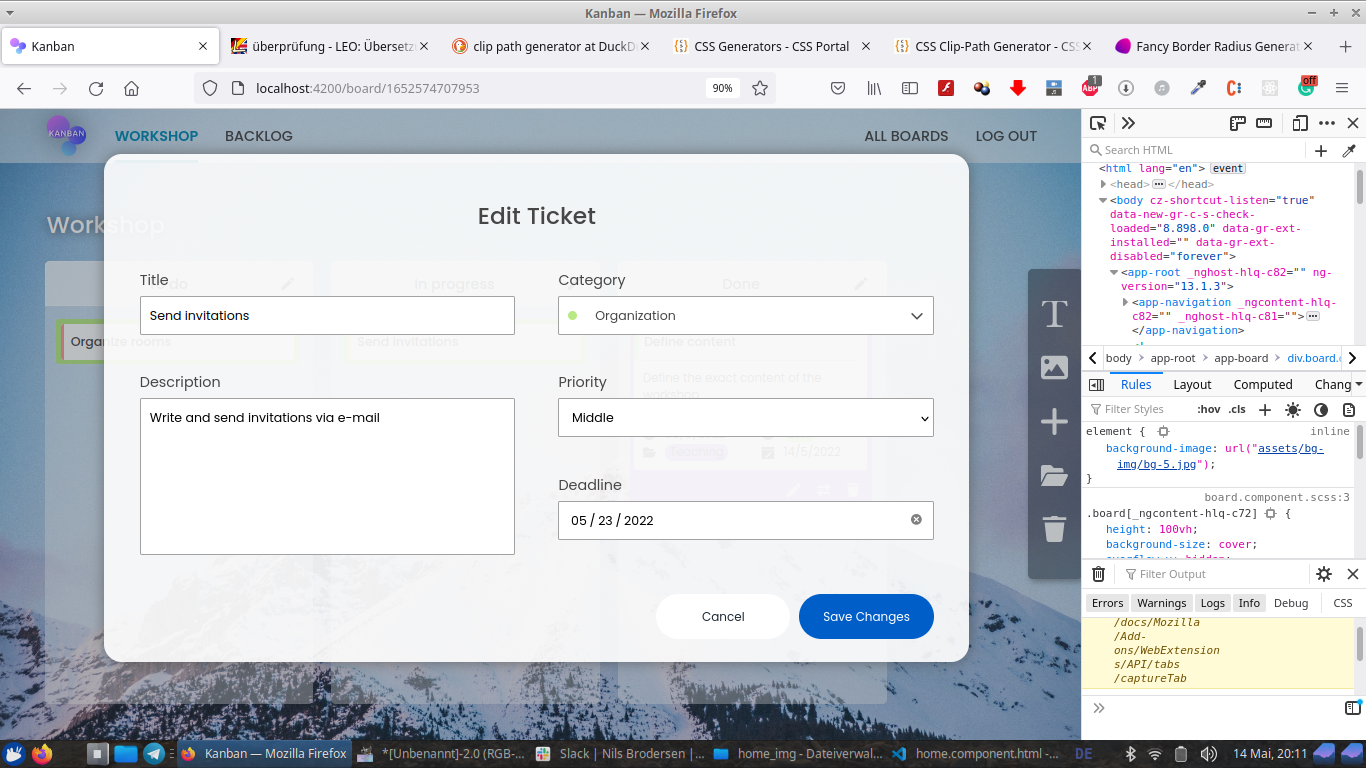 Kanban — Mozilla Firefox
Kanban
überprüfung - LEO: Übersetz
clip path generator at DuckD
CSS Generators - CSS Portal
CSS Clip-Path Generator - CSS
Fancy Border Radius Generat
localhost:4200/board/1652574707953
90%
1
off
KANBAN
WORKSHOP
BACKLOG
ALL BOARDS
LOG OUT
Workshop
Edit Ticket
do
In progress
Done
Title
Category
Send invitations
Organization
Organize rooms
Send invitations
Define content
Define the exact content of the
workshop
Description
Priority
Write and send invitations via e-mail
Middle
Teaching
14/5/2022
Deadline
05 / 23 / 2022
Cancel
Save Changes
Search HTML
<html lang="en"> event
<head> </head>
<body cz-shortcut-listen="true"
data-new-gr-c-s-check-
loaded="8.898.0" data-gr-ext-
installed="" data-gr-ext-
disabled="forever">
<app-root _nghost-hlq-c82="" ng-
version="13.1.3">
<app-navigation _ngcontent-hlq-
c82="" _nghost-hlq-c81="">
</app-navigation>
body
app-root
app-board
div.board.
Rules
Layout
Computed
Chang
Filter Styles
:hov .cls
element {
inline
background-image: url("assets/bg-
img/bg-5.jpg");
}
board.component.scss:3
.board[_ngcontent-hlq-c72] {
height: 100vh;
background-size: cover;
overflow-y: hidden;
Filter Output
Errors
Warnings
Logs
Info
Debug
CSS
/docs/Mozilla
/Add-
ons/WebExtension
s/API/tabs
/captureTab
Kanban — Mozilla Firefox
*[Unbenannt]-2.0 (RGB-...
Slack | Nils Brodersen |...
home_img - Dateiverwal...
home.component.html -...
DE
14 Mai, 20:11